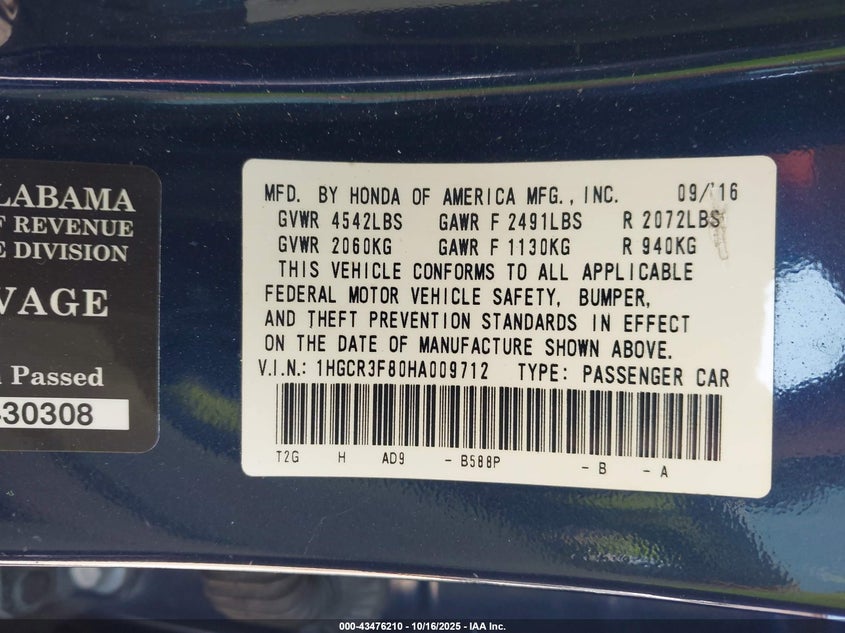 LABAMA
F REVENUE
E DIVISION
VAGE
Passed
30308
MFD. BY HONDA OF AMERICA MFG., INC. 09/16
GVWR 4542LBS GAWR F 2491LBS R 2072LBS
GVWR 2060KG GAWR F 1130KG R 940KG
THIS VEHICLE CONFORMS TO ALL APPLICABLE
FEDERAL MOTOR VEHICLE SAFETY, BUMPER,
AND THEFT PREVENTION STANDARDS IN EFFECT
ON THE DATE OF MANUFACTURE SHOWN ABOVE.
V.I.N.: 1HGCR3F80HA009712 TYPE: PASSENGER CAR
T2G H AD9 - B588P - B - A
000-43476210 - 10/16/2025 - IAA Inc.